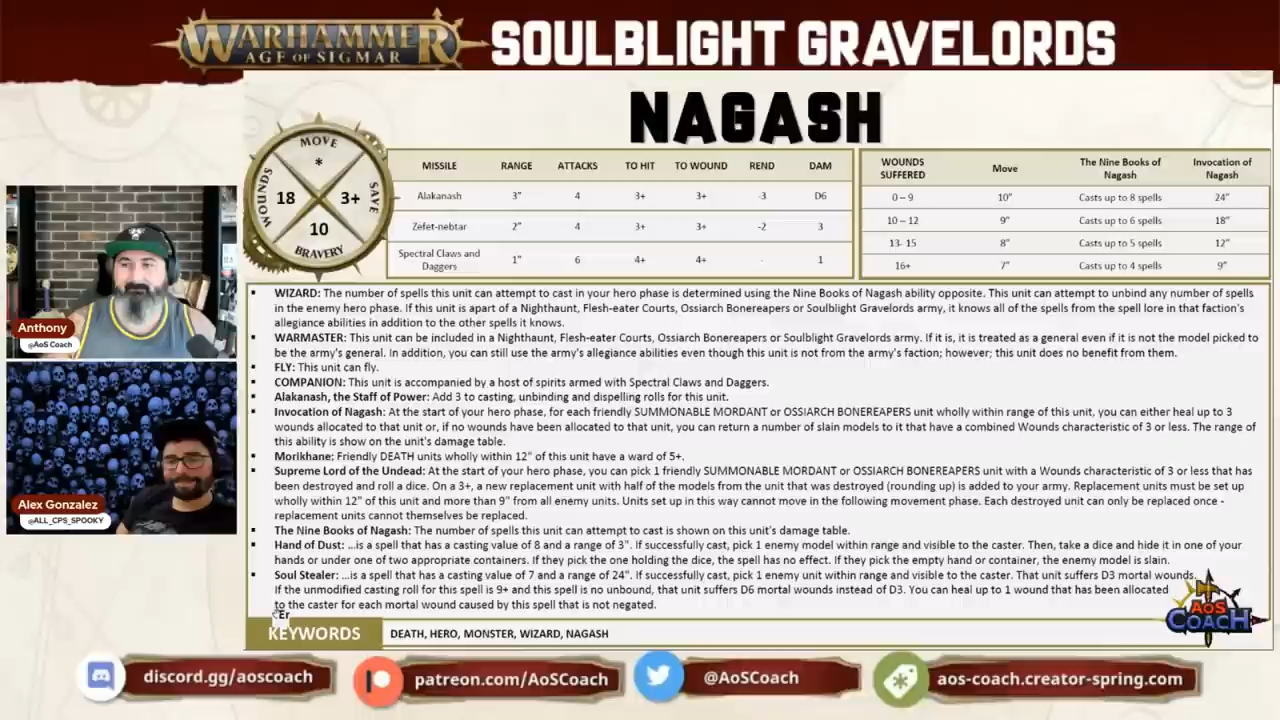 WARHAMMER
AGE OF SIGMAR
SOULBLIGHT GRAVELORDS
NAGASH
MOVE
*
WOUNDS 18 3+ SAVE
10
BRAVERY
MISSILE RANGE ATTACKS TO HIT TO WOUND REND DAM
Alakanash 3" 4 3+ 3+ -3 D6
Zefet-nebtar 2" 4 3+ 3+ -2 3
Spectral Claws and
Daggers 1" 6 4+ 4+ - 1
WOUNDS
SUFFERED Move The Nine Books of
Nagash Invocation of
Nagash
0 – 9 10" Casts up to 8 spells 24"
10 – 12 9" Casts up to 6 spells 18"
13- 15 8" Casts up to 5 spells 12"
16+ 7" Casts up to 4 spells 9"
Anthony
@AoS Coach
Alex Gonzalez
@ALL_CPS_SPOOKY
▪ WIZARD: The number of spells this unit can attempt to cast in your hero phase is determined using the Nine Books of Nagash ability opposite. This unit can attempt to unbind any number of spells
in the enemy hero phase. If this unit is apart of a Nighthaunt, Flesh-eater Courts, Ossiarch Bonereapers or Soulblight Gravelords army, it knows all of the spells from the spell lore in that faction's
allegiance abilities in addition to the other spells it knows.
▪ WARMASTER: This unit can be included in a Nighthaunt, Flesh-eater Courts, Ossiarch Bonereapers or Soulblight Gravelords army. If it is, it is treated as a general even if it is not the model picked to
be the army's general. In addition, you can still use the army's allegiance abilities even though this unit is not from the army's faction; however; this unit does no benefit from them.
▪ FLY: This unit can fly.
▪ COMPANION: This unit is accompanied by a host of spirits armed with Spectral Claws and Daggers.
▪ Alakanash, the Staff of Power: Add 3 to casting, unbinding and dispelling rolls for this unit.
▪ Invocation of Nagash: At the start of your hero phase, for each friendly SUMMONABLE MORDANT or OSSIARCH BONEREAPERS unit wholly within range of this unit, you can either heal up to 3
wounds allocated to that unit or, if no wounds have been allocated to that unit, you can return a number of slain models to it that have a combined Wounds characteristic of 3 or less. The range of
this ability is show on the unit's damage table.
▪ Morikhane: Friendly DEATH units wholly within 12" of this unit have a ward of 5+.
▪ Supreme Lord of the Undead: At the start of your hero phase, you can pick 1 friendly SUMMONABLE MORDANT or OSSIARCH BONEREAPERS unit with a Wounds characteristic of 3 or less that has
been destroyed and roll a dice. On a 3+, a new replacement unit with half of the models from the unit that was destroyed (rounding up) is added to your army. Replacement units must be set up
wholly within 12" of this unit and more than 9" from all enemy units. Units set up in this way cannot move in the following movement phase. Each destroyed unit can only be replaced once -
replacement units cannot themselves be replaced.
▪ The Nine Books of Nagash: The number of spells this unit can attempt to cast is shown on this unit's damage table.
▪ Hand of Dust: ...is a spell that has a casting value of 8 and a range of 3". If successfully cast, pick 1 enemy model within range and visible to the caster. Then, take a dice and hide it in one of your
hands or under one of two appropriate containers. If they pick the one holding the dice, the spell has no effect. If they pick the empty hand or container, the enemy model is slain.
▪ Soul Stealer: ...is a spell that has a casting value of 7 and a range of 24". If successfully cast, pick 1 enemy unit within range and visible to the caster. That unit suffers D3 mortal wounds.
If the unmodified casting roll for this spell is 9+ and this spell is no unbound, that unit suffers D6 mortal wounds instead of D3. You can heal up to 1 wound that has been allocated
to the caster for each mortal wound caused by this spell that is not negated.
Er
AoS
COACH
KEYWORDS DEATH, HERO, MONSTER, WIZARD, NAGASH
discord.gg/aoscoach patreon.com/AoSCoach @AoSCoach aos-coach.creator-spring.com